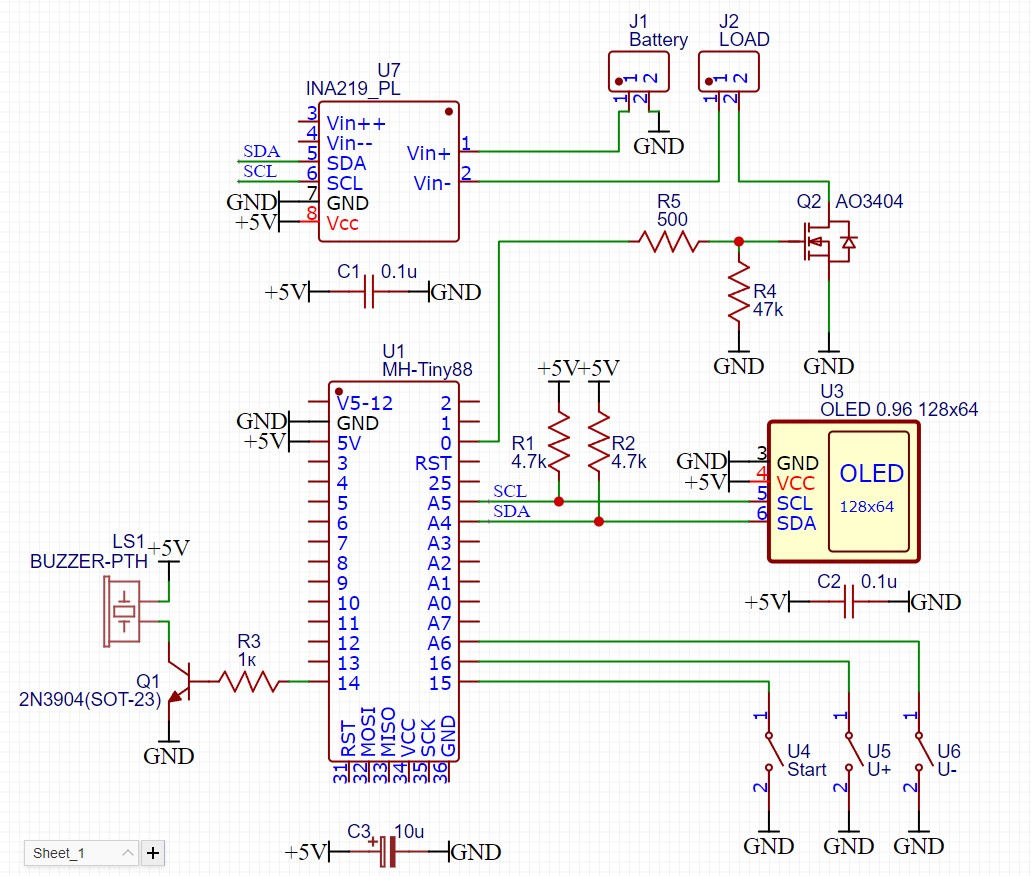 J1
Battery
1 2
1 2
GND
J2
LOAD
1 2
1 2
U7
INA219_PL
3 Vin++
4 Vin--
SDA 5 SDA
SCL 6 SCL
GND 7 GND
+5V 8 Vcc
Vin+ 1
Vin- 2
C1 0.1u
+5V GND
R5
500
Q2 AO3404
R4
47k
GND
GND
U1
MH-Tiny88
V5-12
GND GND
+5V 5V
3
4
5
6
7
8
9
10
11
12
13
14
2
1
0
RST
25
A5
A4
A3
A2
A1
A0
A7
A6
16
15
RST
MOSI
MISO
VCC
SCK
GND
31
32
33
34
35
36
+5V +5V
R1
4.7k
R2
4.7k
SCL
SDA
U3
OLED 0.96 128x64
GND 3 GND
+5V 4 VCC
5 SCL
6 SDA
OLED
128x64
C2 0.1u
+5V GND
LS1 +5V
BUZZER-PTH
R3
1к
Q1
2N3904(SOT-23)
GND
1
2
U4
Start
GND
1
2
U5
U+
GND
1
2
U6
U-
GND
C3 + 10u
+5V GND
Sheet_1 +